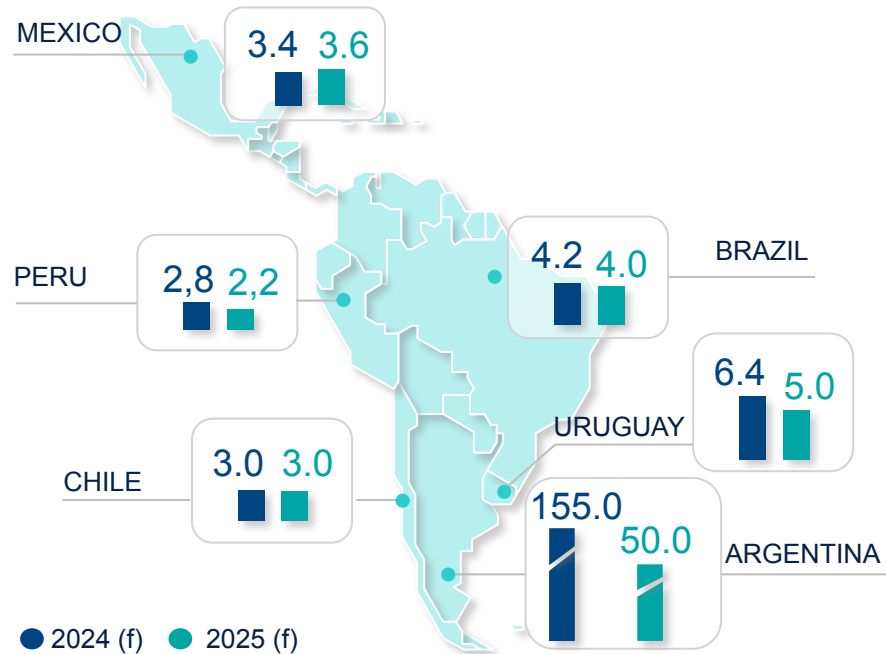 MEXICO
3.4 3.6
PERU
2,8 2,2
BRAZIL
4.2 4.0
URUGUAY
6.4 5.0
CHILE
3.0 3.0
ARGENTINA
155.0 50.0
2024 (f) 2025 (f)